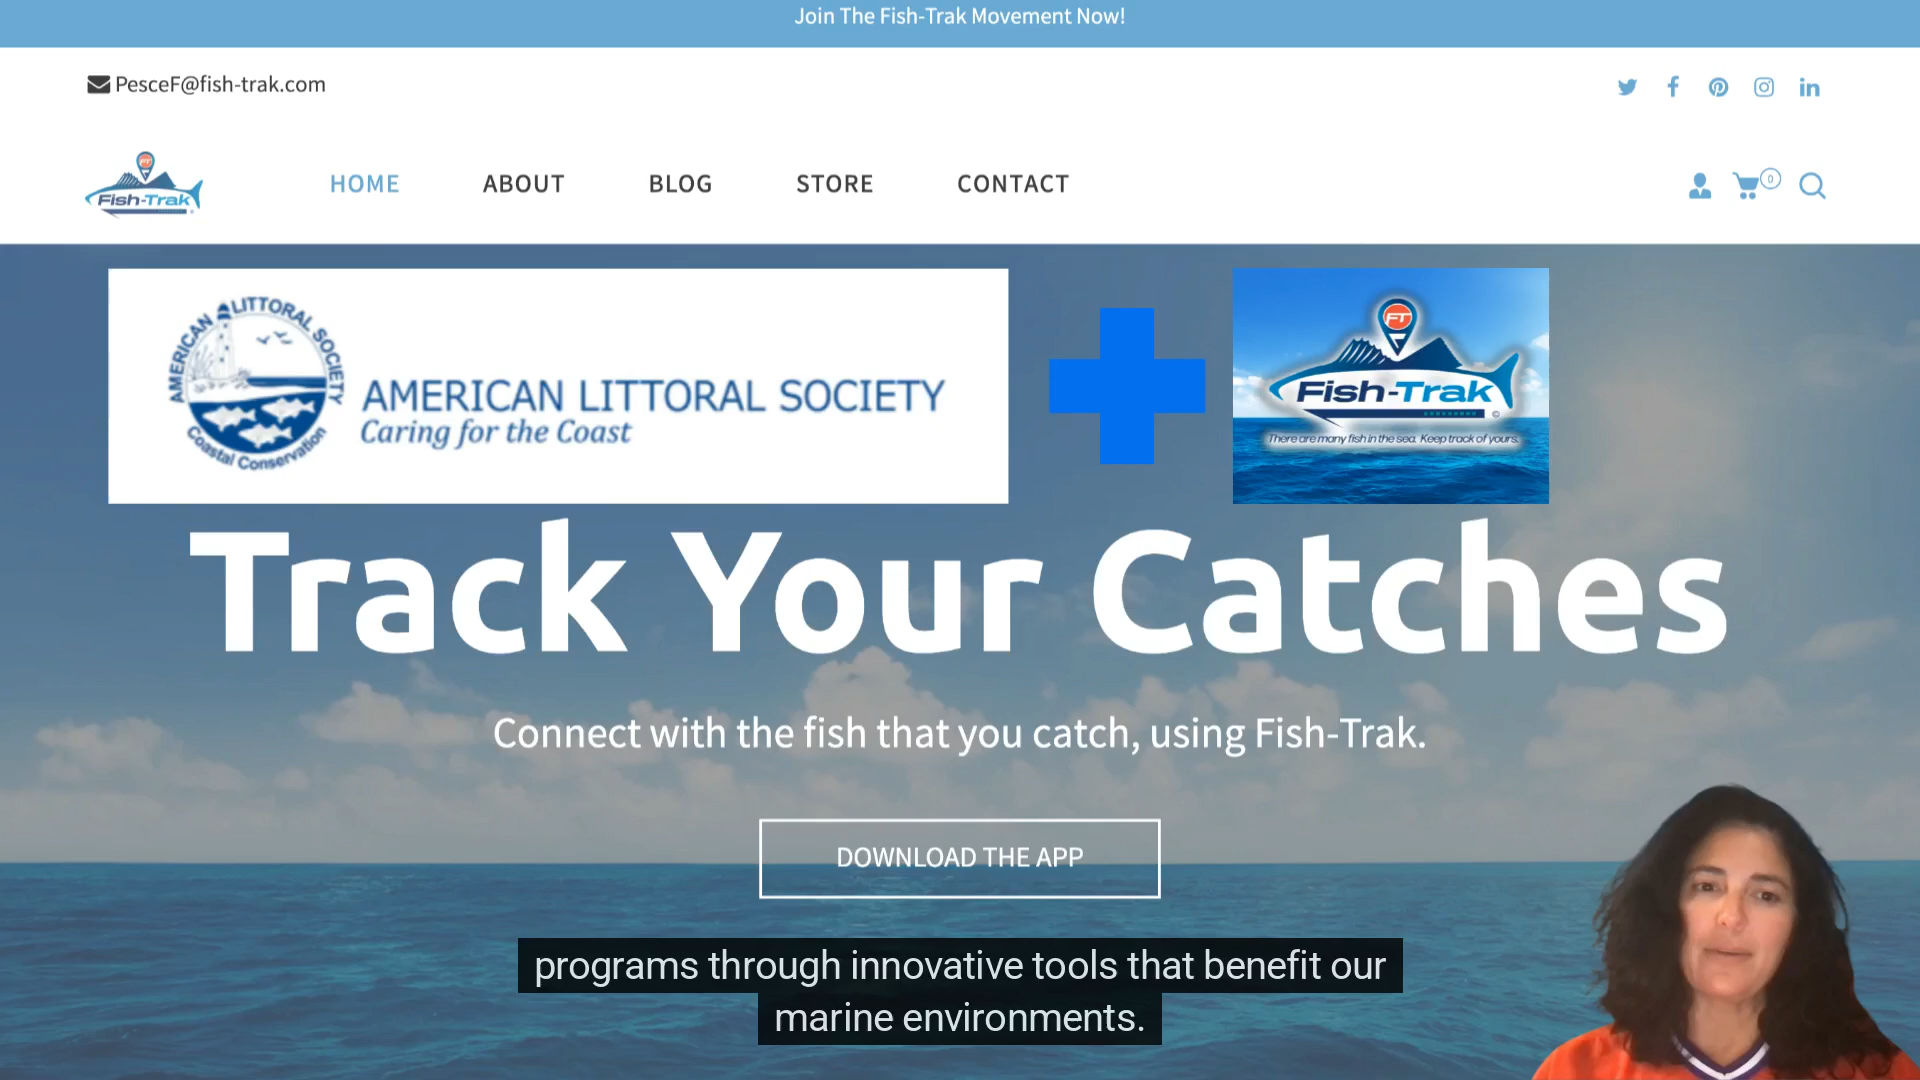 Join The Fish-Trak Movement Now!
PesceF@fish-trak.com
FT
Fish-Trak
HOME
ABOUT
BLOG
STORE
CONTACT
0
AMERICAN LITTORAL SOCIETY
Coastal Conservation
AMERICAN LITTORAL SOCIETY
Caring for the Coast
FT
Fish-Trak
©
There are many fish in the sea. Keep track of yours.
Track Your Catches
Connect with the fish that you catch, using Fish-Trak.
DOWNLOAD THE APP
programs through innovative tools that benefit our
marine environments.